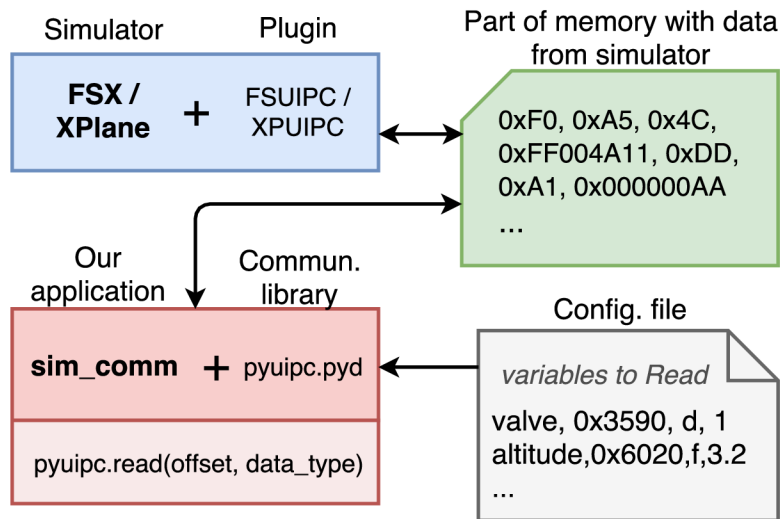 Simulator
Plugin
FSX /
XPlane
+
FSUIPC /
XPUIPC
Part of memory with data
from simulator
0xF0, 0xA5, 0x4C,
0xFF004A11, 0xDD,
0xA1, 0x000000AA
...
Our
application
Commun.
library
sim_comm + pyuipc.pyd
pyuipc.read(offset, data_type)
Config. file
variables to Read
valve, 0x3590, d, 1
altitude,0x6020,f,3.2
...